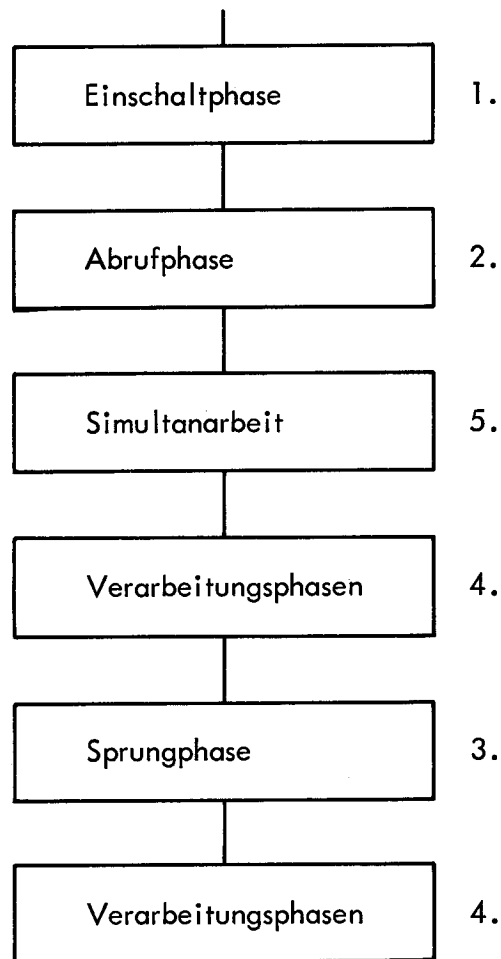 Einschaltphase 1.
Abrufphase 2.
Simultanarbeit 5.
Verarbeitungsphasen 4.
Sprungphase 3.
Verarbeitungsphasen 4.